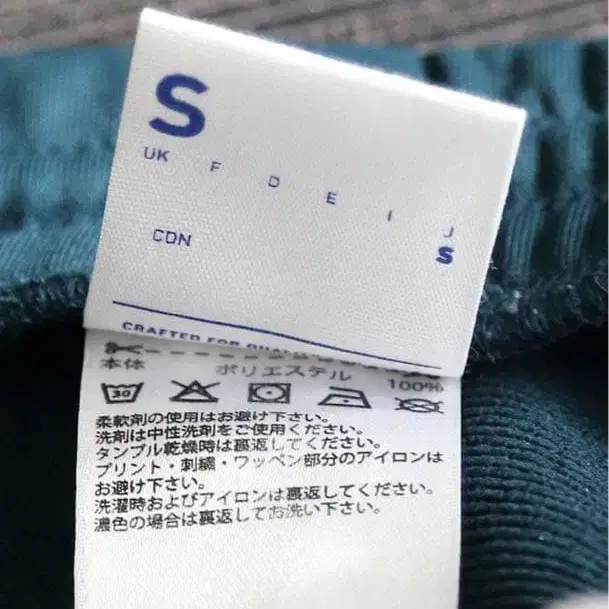 S
UK F D E I J
CDN S
CRAFTED FOR
本体 ポリエステル 100%
30
柔軟剤の使用はお避け下さい。
洗剤は中性洗剤をご使用ください。
タンブル乾燥時は裏返してください。
プリント・刺繍・ワッペン部分のアイロンは
お避け下さい。
洗濯時およびアイロンは裏返してください。
濃色の場合は裏返してお洗い下さい。